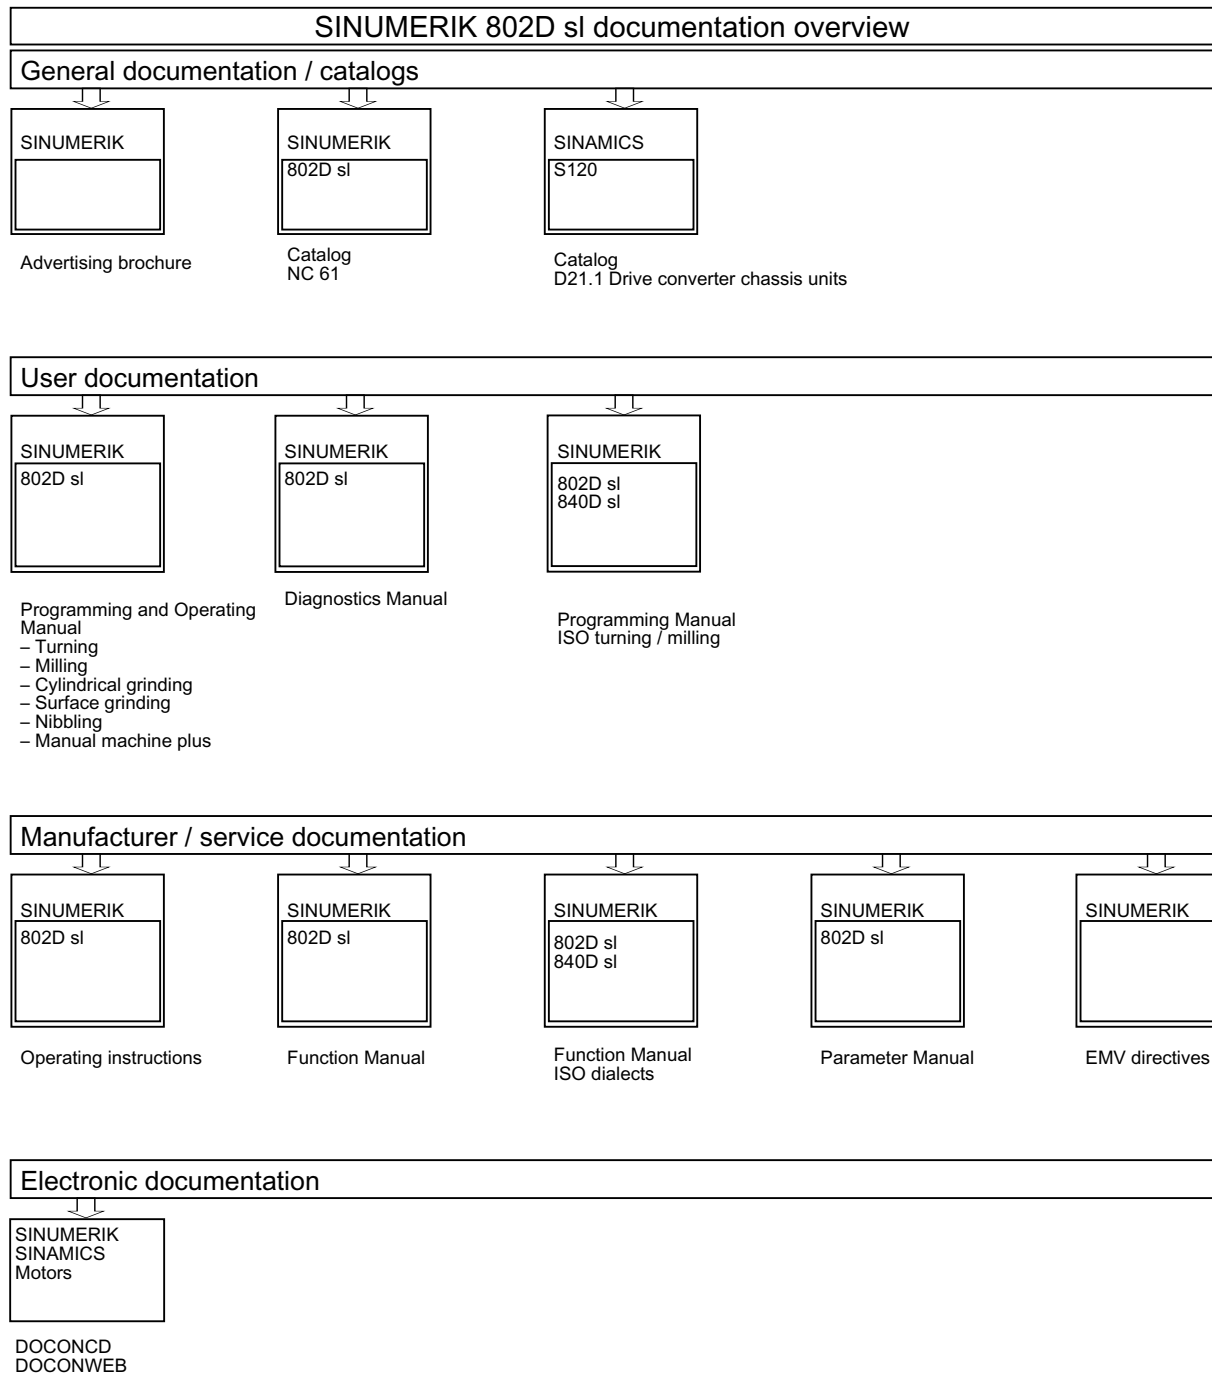 SINUMERIK 802D sl documentation overview
General documentation / catalogs
SINUMERIK
Advertising brochure
SINUMERIK
802D sl
Catalog
NC 61
SINAMICS
S120
Catalog
D21.1 Drive converter chassis units
User documentation
SINUMERIK
802D sl
Programming and Operating
Manual
– Turning
– Milling
– Cylindrical grinding
– Surface grinding
– Nibbling
– Manual machine plus
SINUMERIK
802D sl
Diagnostics Manual
SINUMERIK
802D sl
840D sl
Programming Manual
ISO turning / milling
Manufacturer / service documentation
SINUMERIK
802D sl
Operating instructions
SINUMERIK
802D sl
Function Manual
SINUMERIK
802D sl
840D sl
Function Manual
ISO dialects
SINUMERIK
802D sl
Parameter Manual
SINUMERIK
EMV directives
Electronic documentation
SINUMERIK
SINAMICS
Motors
DOCONCD
DOCONWEB